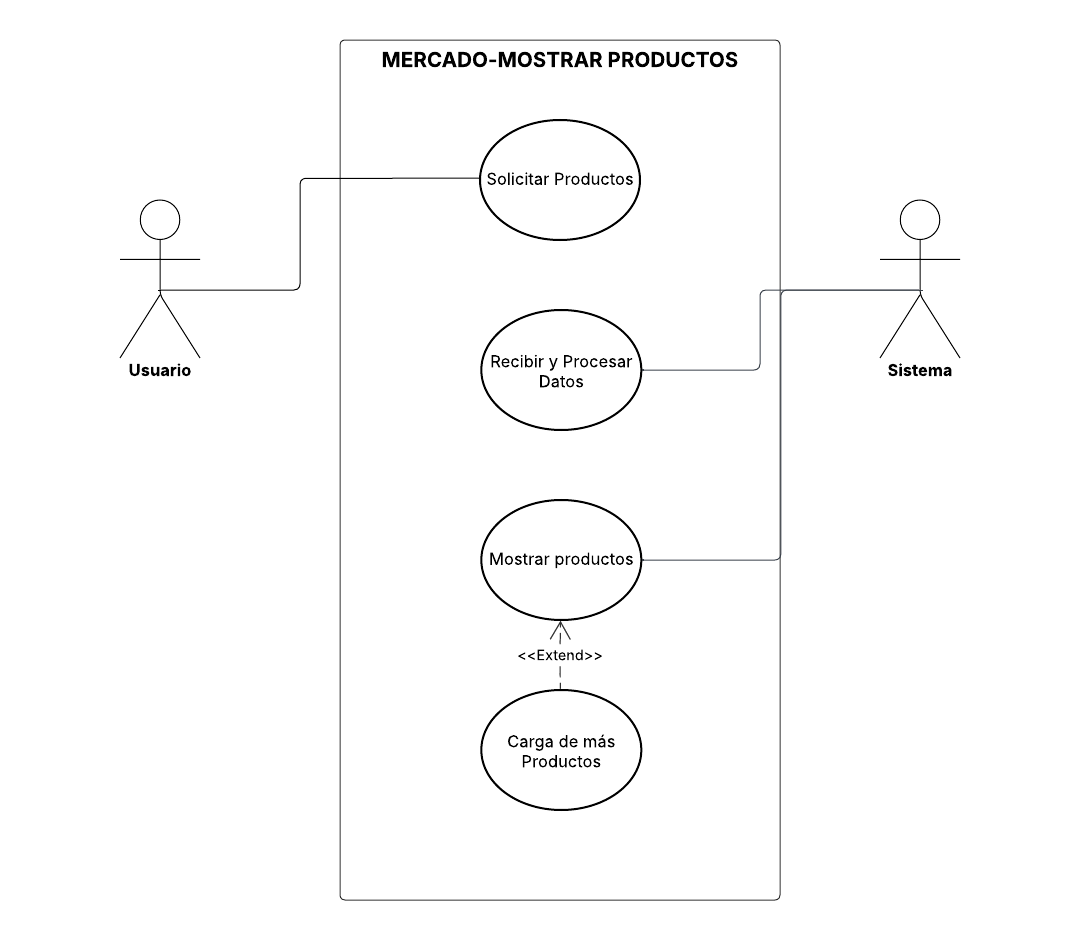 MERCADO-MOSTRAR PRODUCTOS
Solicitar Productos
Usuario
Recibir y Procesar
Datos
Sistema
Mostrar productos
<<Extend>>
Carga de más
Productos